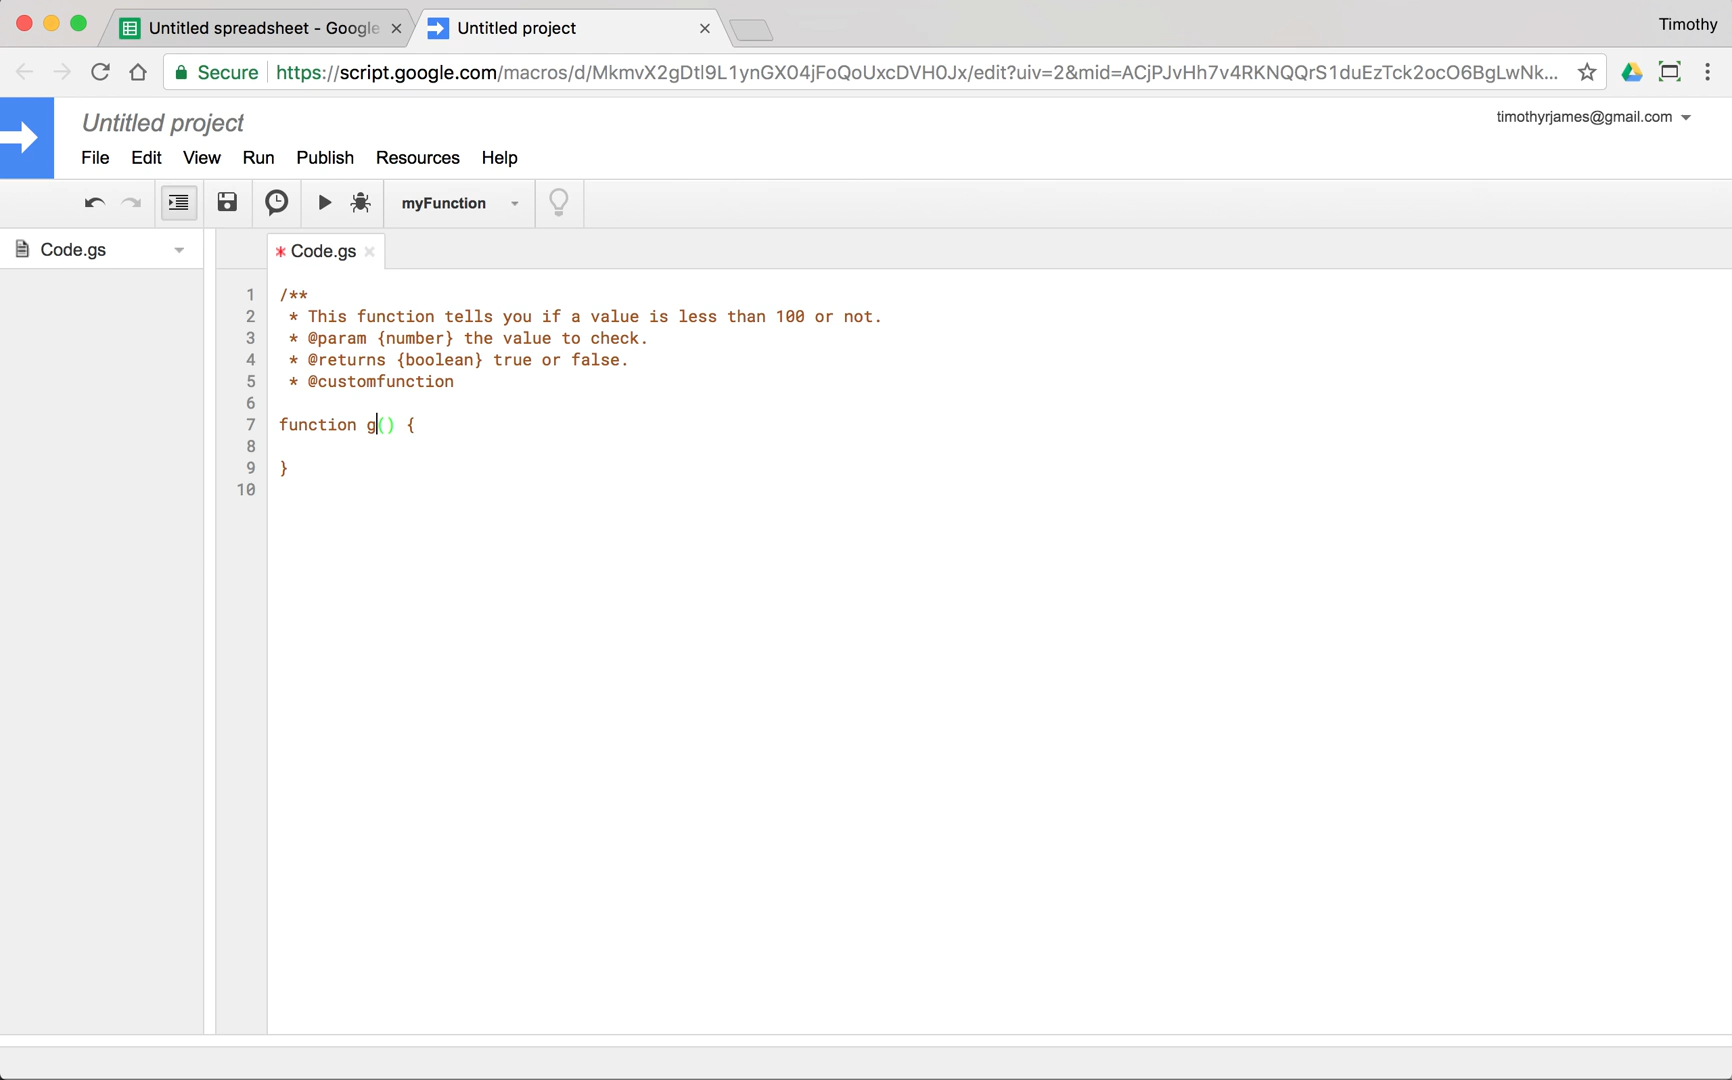 Untitled spreadsheet - Google
Untitled project
Timothy
Secure
https://script.google.com/macros/d/MkmvX2gDtI9L1ynGX04jFoQoUxcDVH0Jx/edit?uiv=2&mid=ACjPJvHh7v4RKNQQrS1duEzTck2ocO6BgLwNk...
Untitled project
timothyrjames@gmail.com
File Edit View Run Publish Resources Help
myFunction
Code.gs
* Code.gs
1 /**
2 * This function tells you if a value is less than 100 or not.
3 * @param {number} the value to check.
4 * @returns {boolean} true or false.
5 * @customfunction
6
7 function g() {
8
9 }
10